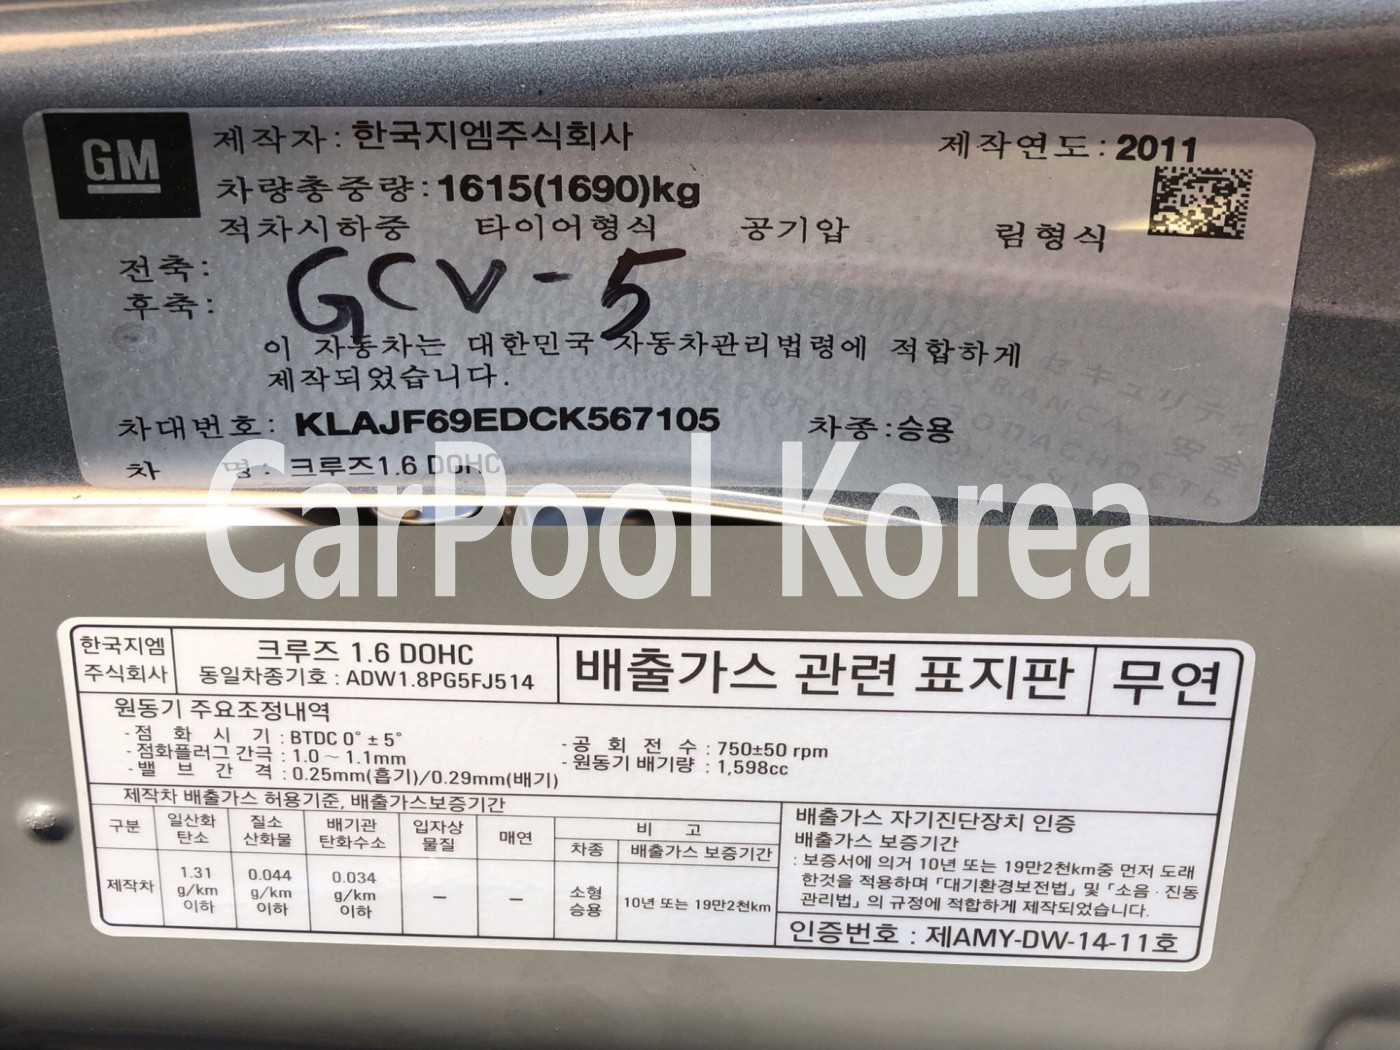 GM
제작자: 한국지엠주식회사 제작연도: 2011
차량총중량: 1615(1690)kg
적차시하중 타이어형식 공기압 림형식
전축:
후축:
GCV-5
이 자동차는 대한민국 자동차관리법령에 적합하게
제작되었습니다.
차대번호: KLAJF69EDCK567105 차종:승용
차 명: 크루즈1.6 DOHC
CarPool Korea
한국지엠
주식회사
크루즈 1.6 DOHC
동일차종기호 : ADW1.8PG5FJ514
배출가스 관련 표지판
무연
원동기 주요조정내역
- 점 화 시 기 : BTDC 0° ± 5°
- 점화플러그 간극 : 1.0 ~ 1.1mm
- 밸 브 간 격 : 0.25mm(흡기)/0.29mm(배기)
- 공 회 전 수 : 750±50 rpm
- 원동기 배기량 : 1,598cc
제작차 배출가스 허용기준, 배출가스보증기간
구분 일산화탄소 질소산화물 배기관탄화수소 입자상물질 매연 비 고
차종 배출가스 보증기간
제작차 1.31 g/km 이하 0.044 g/km 이하 0.034 g/km 이하 – – 소형승용 10년 또는 19만2천km
배출가스 자기진단장치 인증
배출가스 보증기간
: 보증서에 의거 10년 또는 19만2천km중 먼저 도래
한것을 적용하며 「대기환경보전법」 및 「소음 · 진동
관리법」의 규정에 적합하게 제작되었습니다.
인증번호 : 제AMY-DW-14-11호